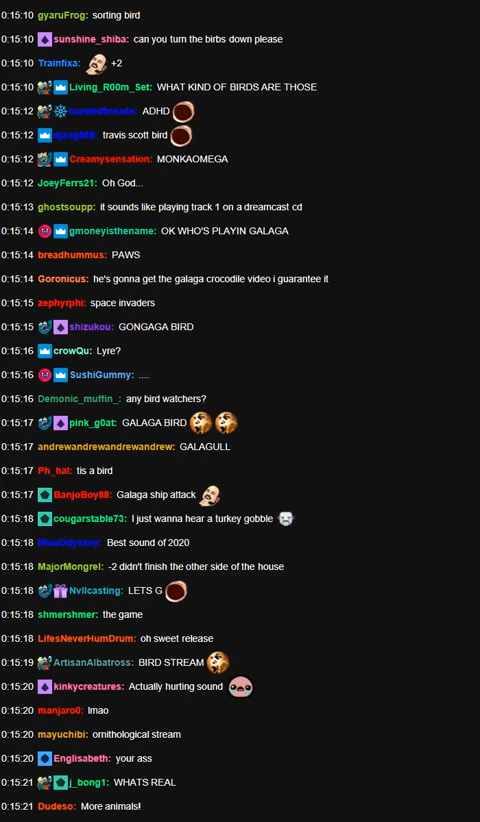 0:15:10 gyaruFrog: sorting bird
0:15:10 sunshine_shiba: can you turn the birbs down please
0:15:10 Trainfixa: +2
0:15:10 Living_R00m_Set: WHAT KIND OF BIRDS ARE THOSE
0:15:12 toastedbreads: ADHD
0:15:12 djang888: travis scott bird
0:15:12 Creamysensation: MONKAOMEGA
0:15:12 JoeyFerrs21: Oh God...
0:15:13 ghostsoupp: it sounds like playing track 1 on a dreamcast cd
0:15:14 gmoneyisthename: OK WHO'S PLAYIN GALAGA
0:15:14 breadhummus: PAWS
0:15:14 Goronicus: he's gonna get the galaga crocodile video i guarantee it
0:15:15 zephyrphi: space invaders
0:15:15 shizukou: GONGAGA BIRD
0:15:16 crowQu: Lyre?
0:15:16 SushiGummy: ....
0:15:16 Demonic_muffin_: any bird watchers?
0:15:17 pink_g0at: GALAGA BIRD
0:15:17 andrewandrewandrewandrew: GALAGULL
0:15:17 Ph_hal: tis a bird
0:15:17 BanjoBoy88: Galaga ship attack
0:15:18 cougarstable73: I just wanna hear a turkey gobble
0:15:18 BluuOdyssey: Best sound of 2020
0:15:18 MajorMongrel: -2 didn't finish the other side of the house
0:15:18 Nvllcasting: LETS G
0:15:18 shmershmer: the game
0:15:18 LifesNeverHumDrum: oh sweet release
0:15:19 ArtisanAlbatross: BIRD STREAM
0:15:20 kinkycreatures: Actually hurting sound
0:15:20 manjaro0: lmao
0:15:20 mayuchibi: ornithological stream
0:15:20 Englisabeth: your ass
0:15:21 j_bong1: WHATS REAL
0:15:21 Dudeso: More animals!